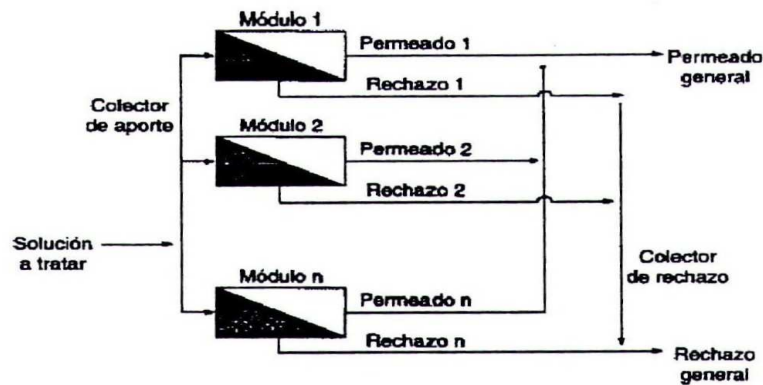 Módulo 1
Permeado 1
Permeado
general
Rechazo 1
Colector
de aporte
Módulo 2
Permeado 2
Rechazo 2
Solución
a tratar
Colector
de rechazo
Módulo n
Permeado n
Rechazo n
Rechazo
general